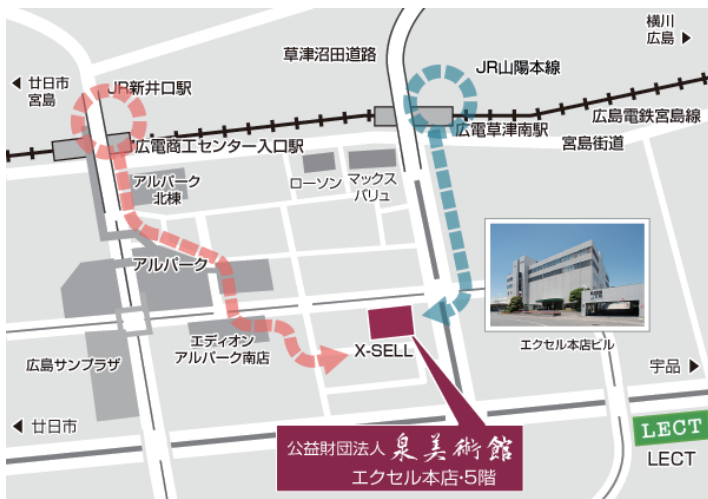 横川
広島 ▶
草津沼田道路
◀ 廿日市
宮島
JR新井口駅
JR山陽本線
広島電鉄宮島線
広電草津南駅
宮島街道
広電商工センター入口駅
アルパーク
北棟
ローソン
マックス
バリュ
アルパーク
エディオン
アルパーク南店
広島サンプラザ
X-SELL
エクセル本店ビル
宇品 ▶
◀ 廿日市
公益財団法人 泉美術館
エクセル本店・5階
LECT
LECT